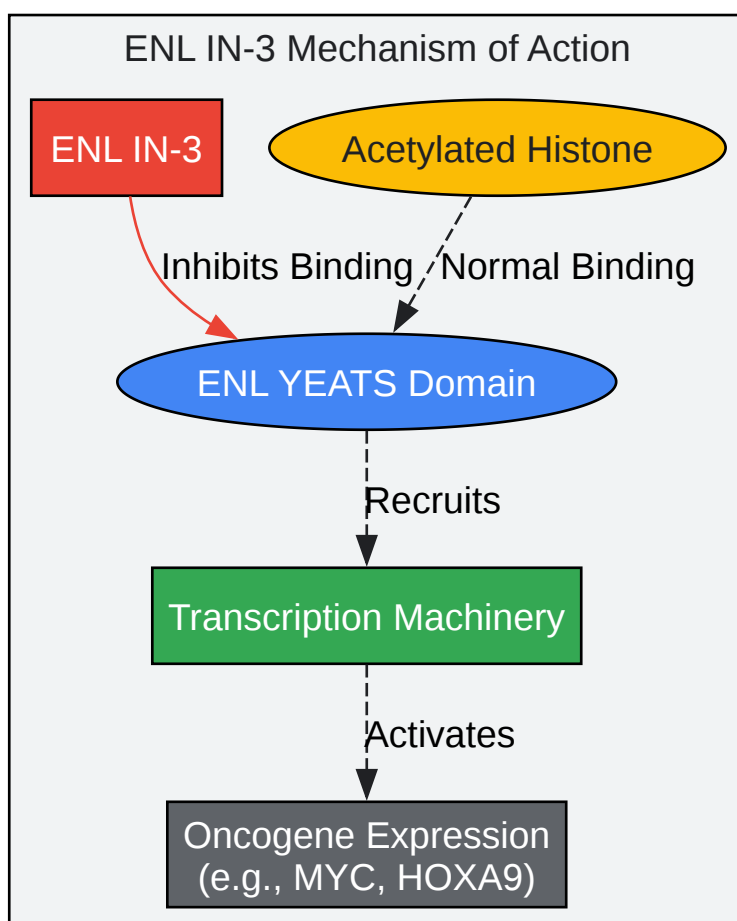 ENL IN-3 Mechanism of Action
ENL IN-3
Acetylated Histone
Inhibits Binding
Normal Binding
ENL YEATS Domain
Recruits
Transcription Machinery
Activates
Oncogene Expression
(e.g., MYC, HOXA9)